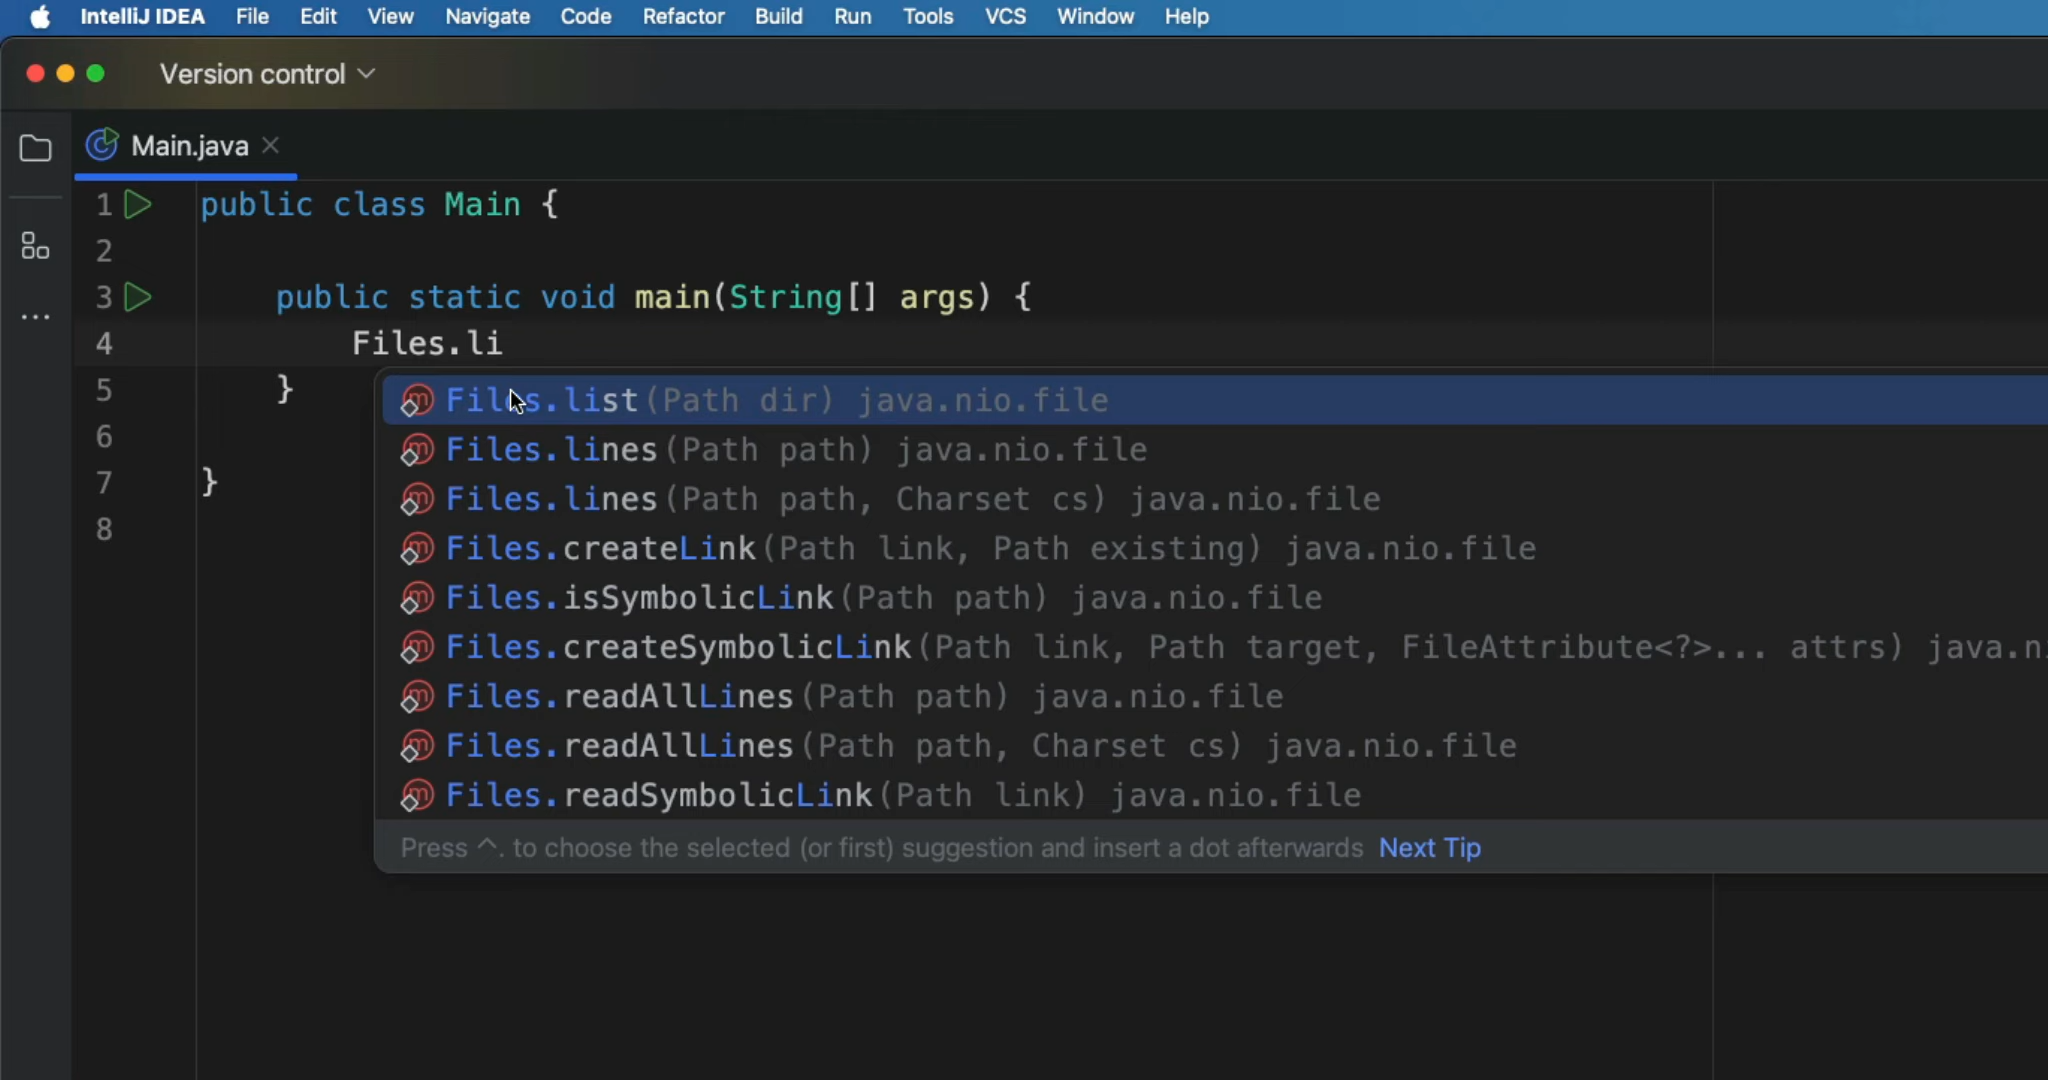 IntelliJ IDEA File Edit View Navigate Code Refactor Build Run Tools VCS Window Help
Version control
Main.java
1 public class Main {
2
3 public static void main(String[] args) {
4 Files.li
5 }
6
7 }
8
Files.list(Path dir) java.nio.file
Files.lines(Path path) java.nio.file
Files.lines(Path path, Charset cs) java.nio.file
Files.createLink(Path link, Path existing) java.nio.file
Files.isSymbolicLink(Path path) java.nio.file
Files.createSymbolicLink(Path link, Path target, FileAttribute<?>... attrs) java.n
Files.readAllLines(Path path) java.nio.file
Files.readAllLines(Path path, Charset cs) java.nio.file
Files.readSymbolicLink(Path link) java.nio.file
Press ^. to choose the selected (or first) suggestion and insert a dot afterwards Next Tip